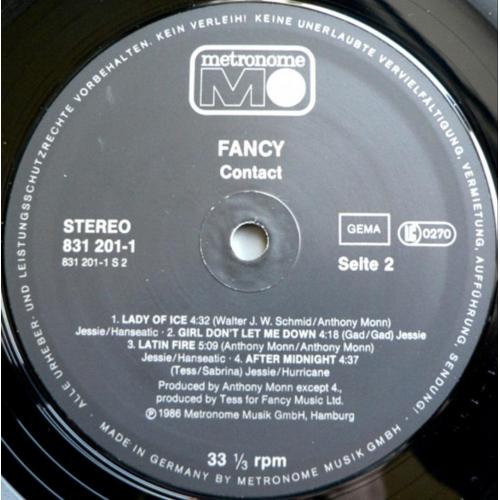 ALLE URHEBER- UND LEISTUNGSSCHUTZRECHTE VORBEHALTEN. KEIN VERLEIH! KEINE UNERLAUBTE VERVIELFÄLTIGUNG, VERMIETUNG, AUFFÜHRUNG, SENDUNG!
metronome
M
FANCY
Contact
STEREO
831 201-1
831 201-1 S 2
GEMA
LC 0270
Seite 2
1. LADY OF ICE 4:32 (Walter J. W. Schmid/Anthony Monn)
Jessie/Hanseatic · 2. GIRL DON'T LET ME DOWN 4:18 (Gad/Gad) Jessie
3. LATIN FIRE 5:09 (Anthony Monn/Anthony Monn)
Jessie/Hanseatic · 4. AFTER MIDNIGHT 4:37
(Tess/Sabrina) Jessie/Hurricane
Produced by Anthony Monn except 4.,
produced by Tess for Fancy Music Ltd.
Ⓟ 1986 Metronome Musik GmbH, Hamburg
33 ⅓ rpm
MADE IN GERMANY BY METRONOME MUSIK GMBH